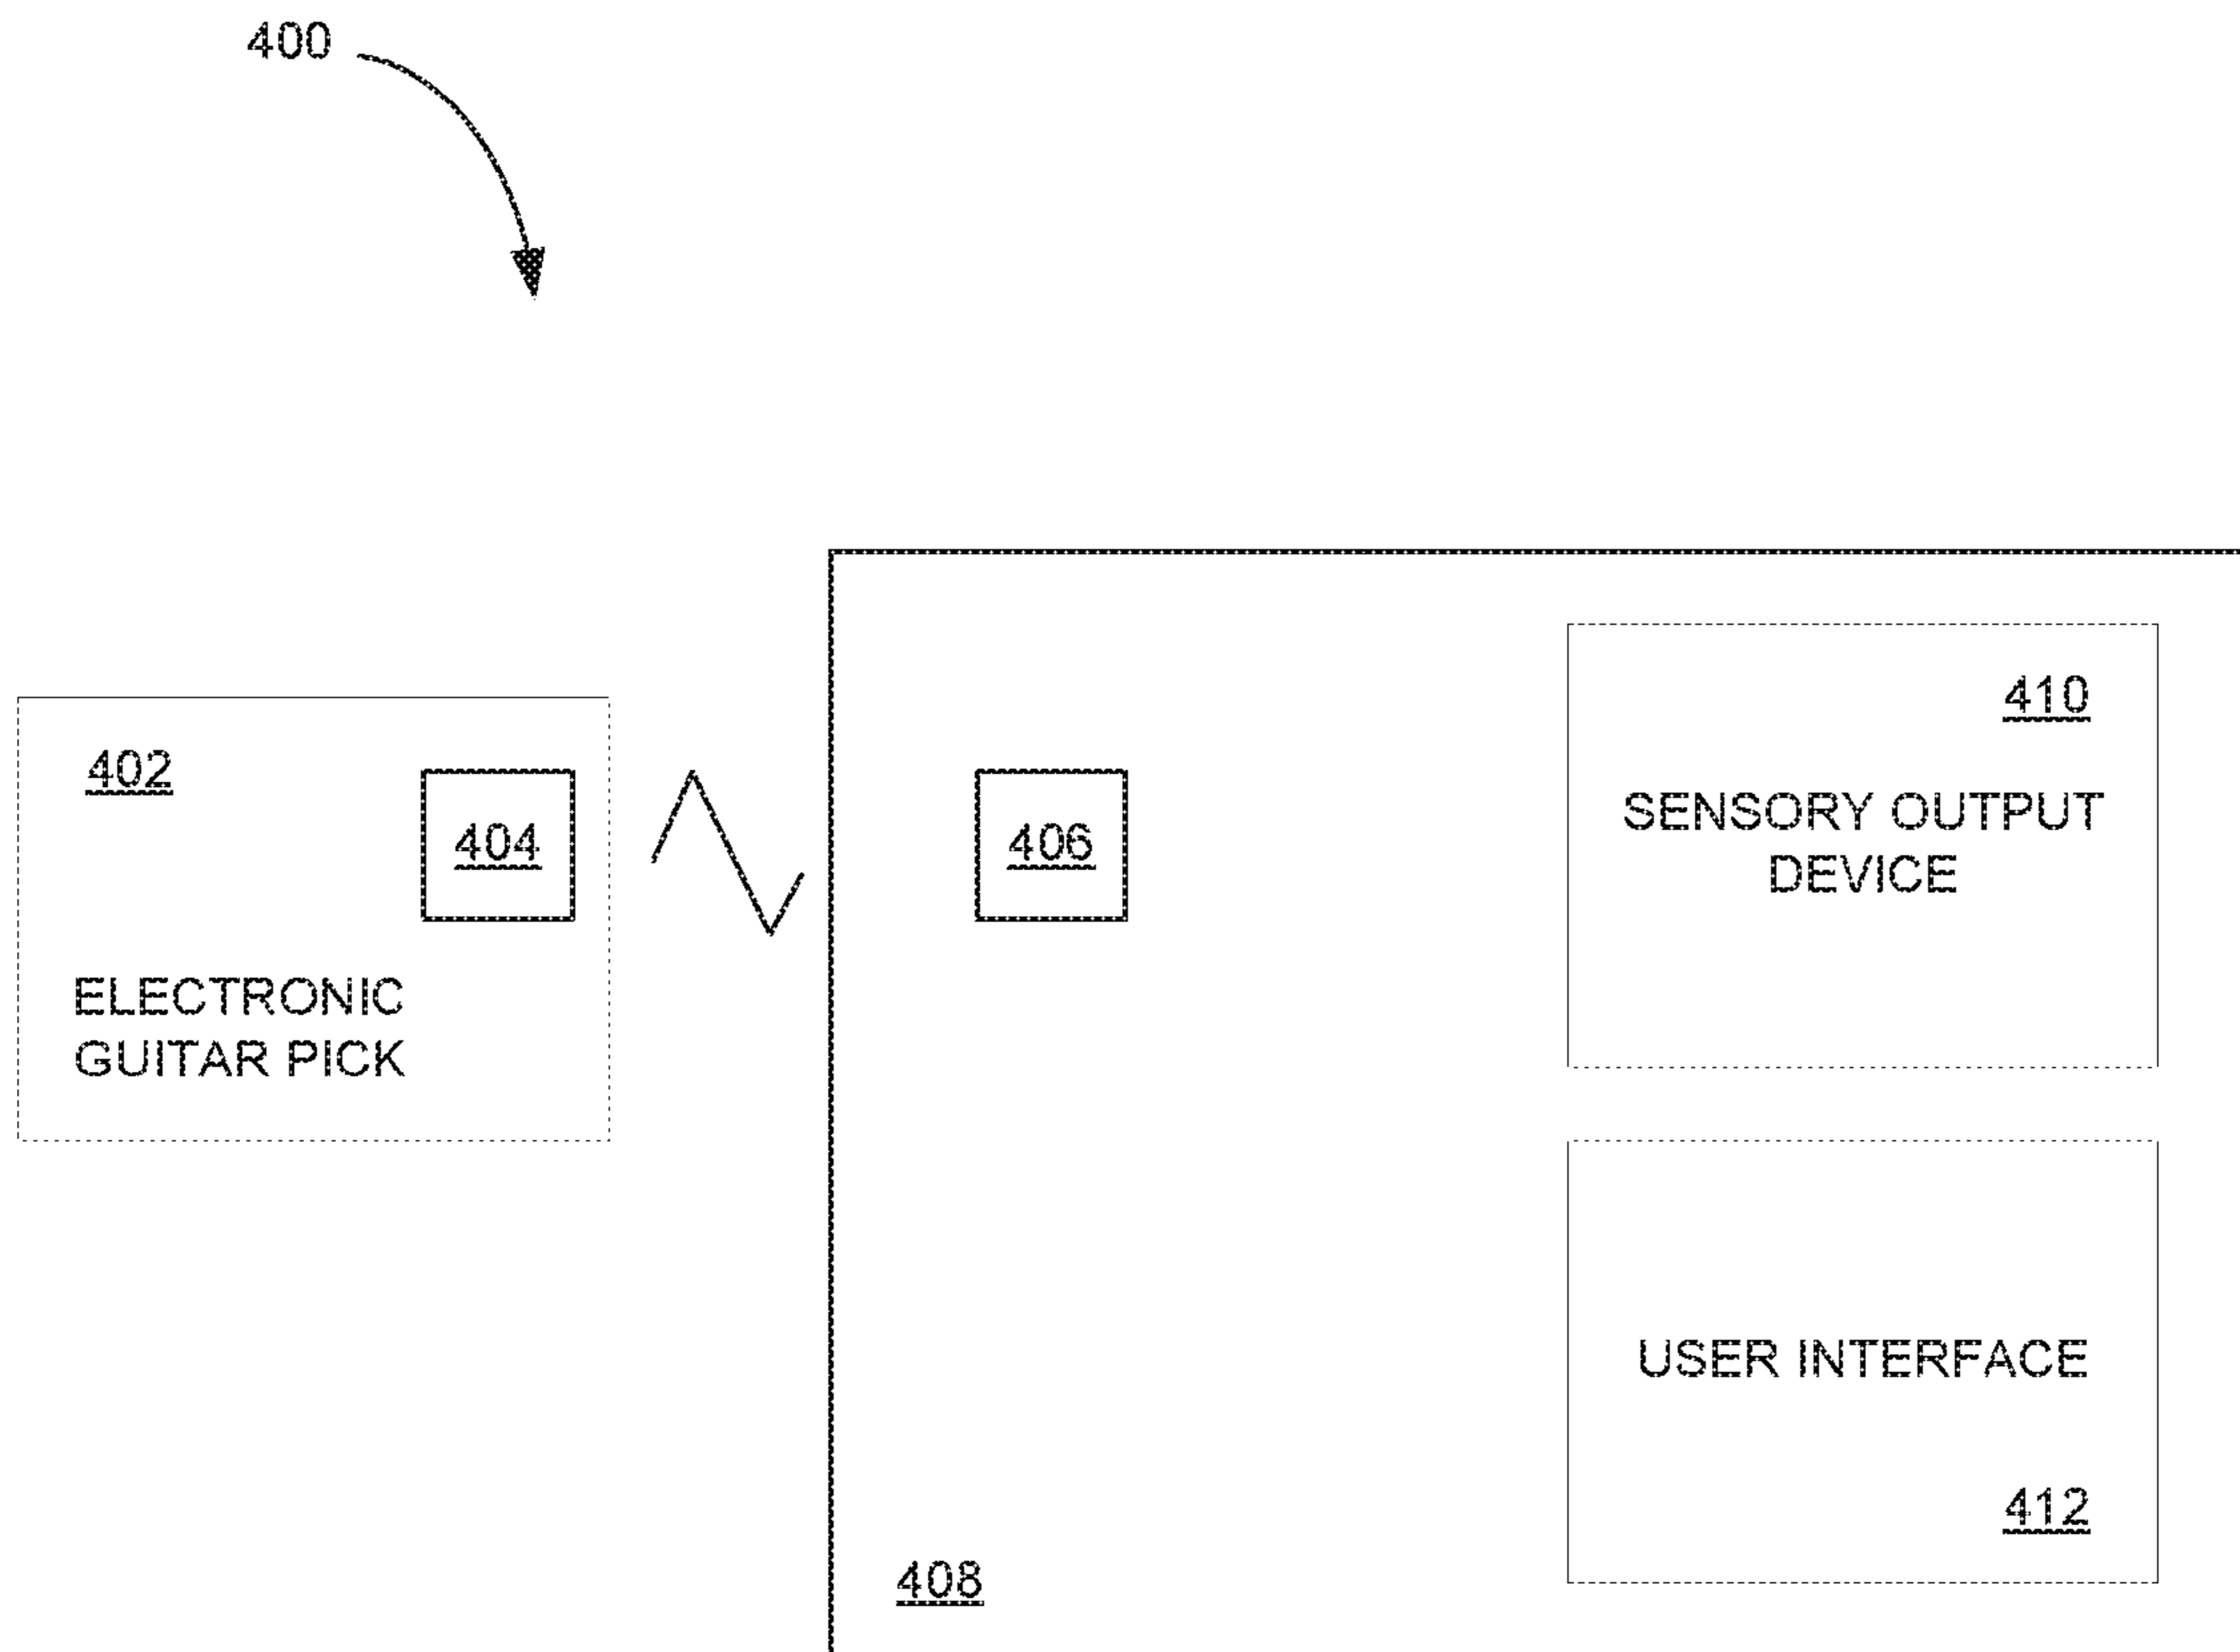 400
402
404
ELECTRONIC
GUITAR PICK
406
408
410
SENSORY OUTPUT
DEVICE
USER INTERFACE
412